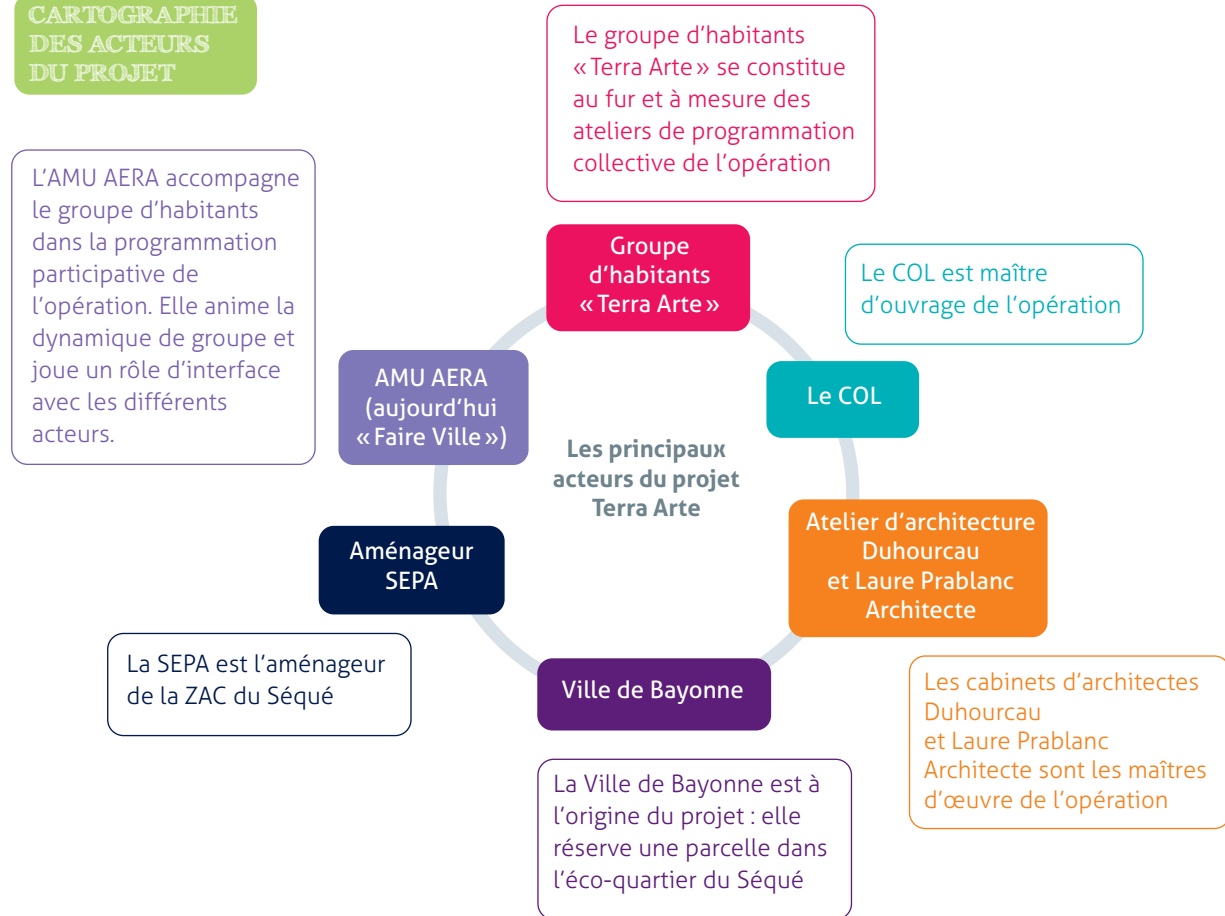 CARTOGRAPHIE
DES ACTEURS
DU PROJET
Le groupe d'habitants
« Terra Arte » se constitue
au fur et à mesure des
ateliers de programmation
collective de l'opération
L'AMU AERA accompagne
le groupe d'habitants
dans la programmation
participative de
l'opération. Elle anime la
dynamique de groupe et
joue un rôle d'interface
avec les différents
acteurs.
Groupe
d'habitants
« Terra Arte »
Le COL est maître
d'ouvrage de l'opération
AMU AERA
(aujourd'hui
« Faire Ville »)
Le COL
Les principaux
acteurs du projet
Terra Arte
Aménageur
SEPA
Atelier d'architecture
Duhourcau
et Laure Prablanc
Architecte
La SEPA est l'aménageur
de la ZAC du Séqué
Ville de Bayonne
Les cabinets d'architectes
Duhourcau
et Laure Prablanc
Architecte sont les maîtres
d'œuvre de l'opération
La Ville de Bayonne est à
l'origine du projet : elle
réserve une parcelle dans
l'éco-quartier du Séqué